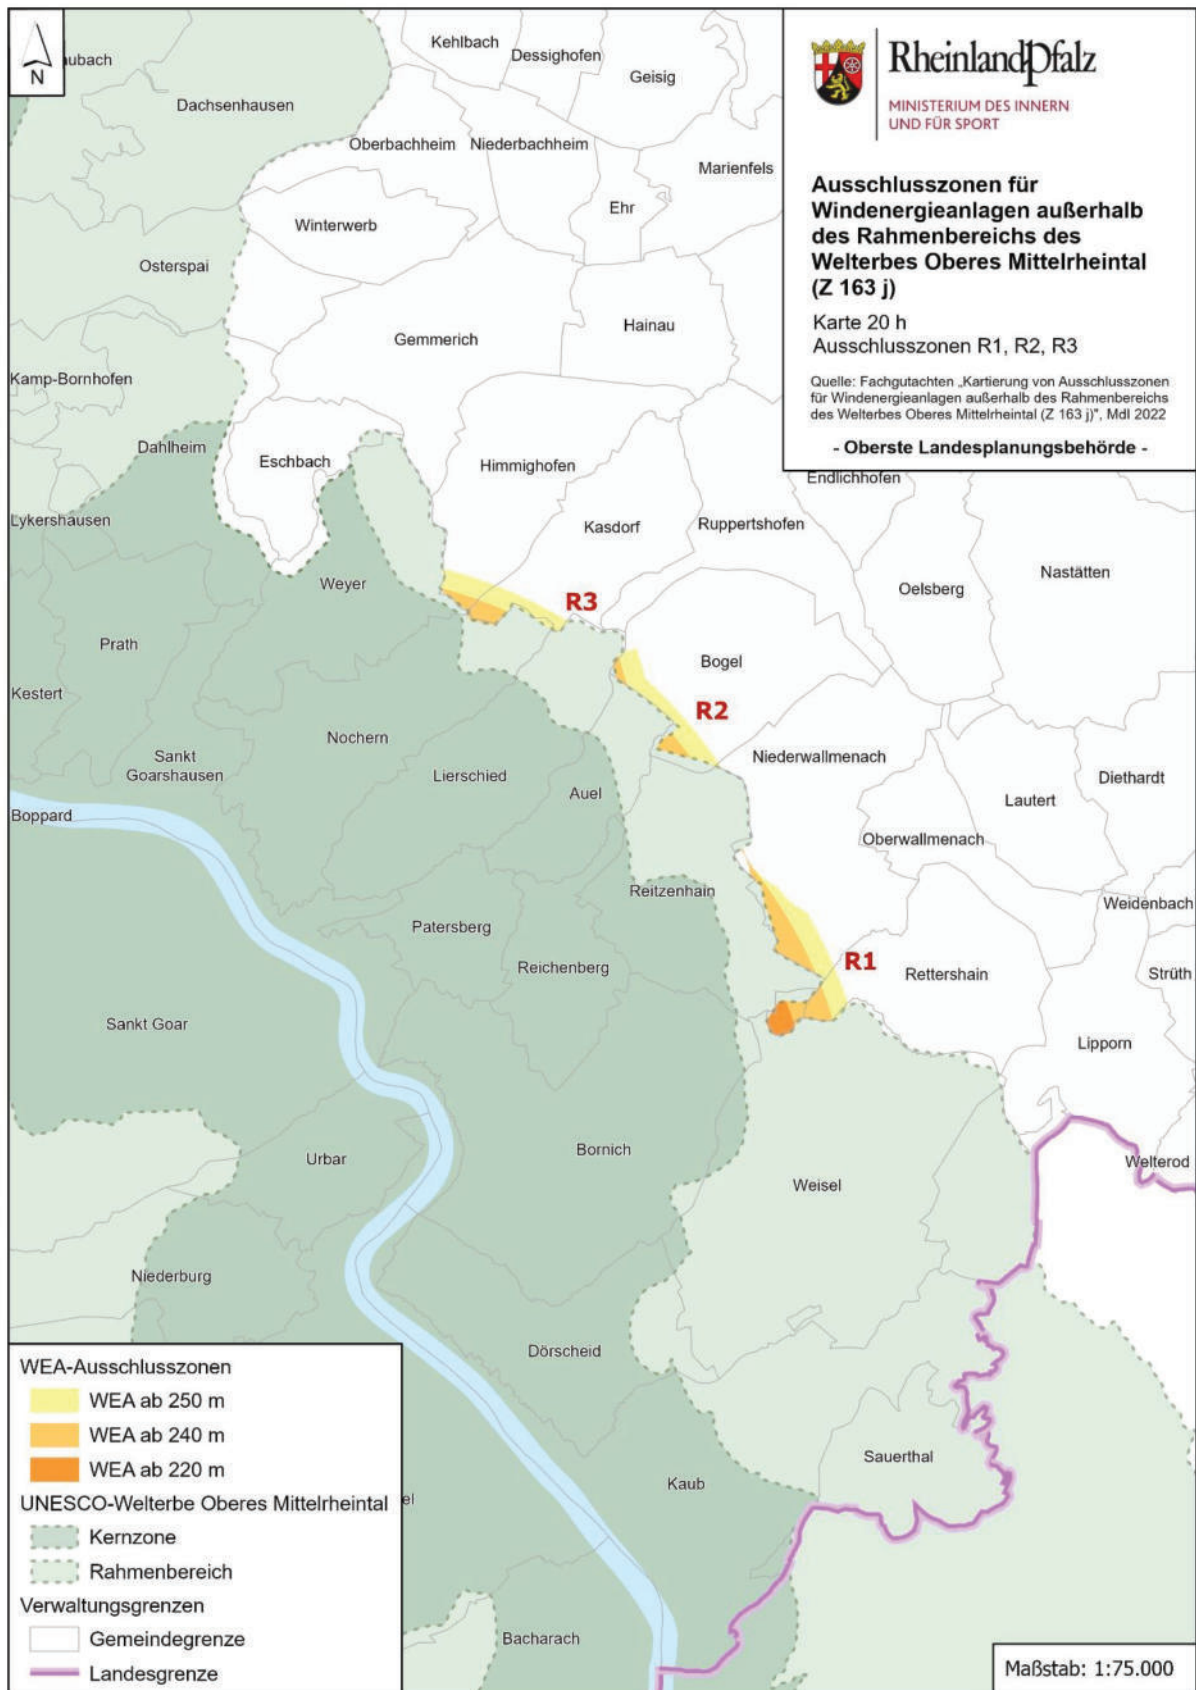 N
aubach
Dachsenhausen
Kehlbach
Dessighofen
Geisig
Oberbachheim
Niederbachheim
Marienfels
Ehr
Winterwerb
Osterspai
Hainau
Gemmerich
Kamp-Bornhofen
Dahlheim
Eschbach
Himmighofen
Endlichhofen
Lykershausen
Kasdorf
Ruppertshofen
Nastätten
Weyer
Oelsberg
R3
Prath
Bogel
Kestert
R2
Nochern
Sankt
Goarshausen
Lierschied
Niederwallmenach
Diethardt
Auel
Lautert
Boppard
Oberwallmenach
Reitzenhain
Weidenbach
Patersberg
Reichenberg
R1
Rettershain
Strüth
Sankt Goar
Lipporn
Bornich
Urbar
Welterod
Weisel
Niederburg
Dörscheid
Sauerthal
Kaub
el
Bacharach
RheinlandPfalz
MINISTERIUM DES INNERN
UND FÜR SPORT
Ausschlusszonen für
Windenergieanlagen außerhalb
des Rahmenbereichs des
Welterbes Oberes Mittelrheintal
(Z 163 j)
Karte 20 h
Ausschlusszonen R1, R2, R3
Quelle: Fachgutachten „Kartierung von Ausschlusszonen
für Windenergieanlagen außerhalb des Rahmenbereichs
des Welterbes Oberes Mittelrheintal (Z 163 j)", MdI 2022
- Oberste Landesplanungsbehörde -
WEA-Ausschlusszonen
WEA ab 250 m
WEA ab 240 m
WEA ab 220 m
UNESCO-Welterbe Oberes Mittelrheintal
Kernzone
Rahmenbereich
Verwaltungsgrenzen
Gemeindegrenze
Landesgrenze
Maßstab: 1:75.000